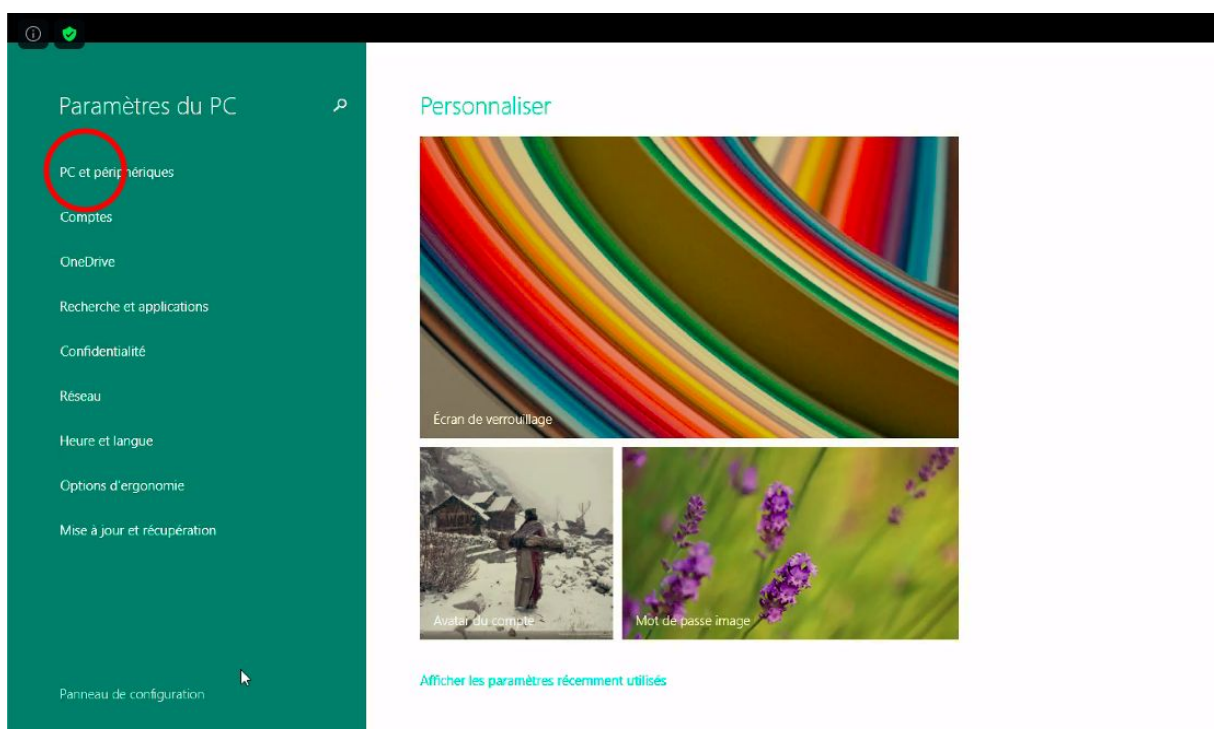 Paramètres du PC
PC et périphériques
Comptes
OneDrive
Recherche et applications
Confidentialité
Réseau
Heure et langue
Options d'ergonomie
Mise à jour et récupération
Panneau de configuration
Personnaliser
Écran de verrouillage
Avatar du compte
Mot de passe image
Afficher les paramètres récemment utilisés